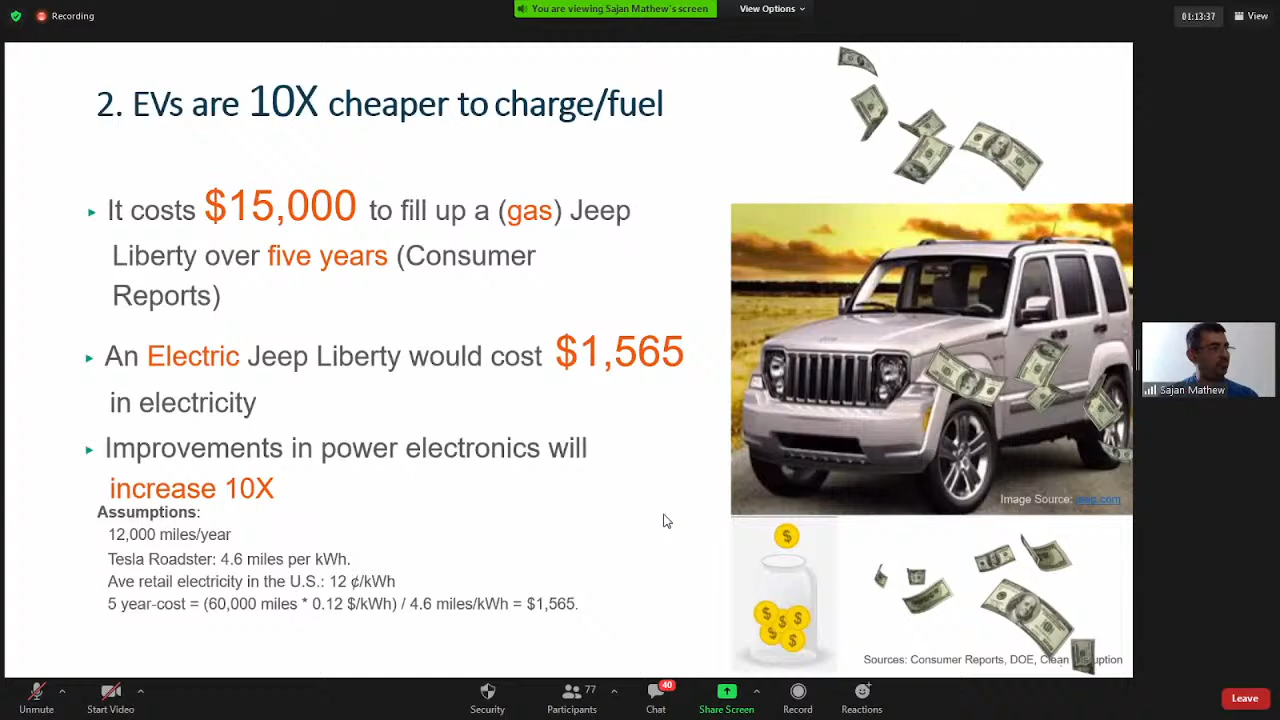 Recording
You are viewing Sajan Mathew's screen
View Options
01:13:37
View
2. EVs are 10X cheaper to charge/fuel
It costs $15,000 to fill up a (gas) Jeep
Liberty over five years (Consumer
Reports)
An Electric Jeep Liberty would cost $1,565
in electricity
Improvements in power electronics will
increase 10X
Assumptions:
12,000 miles/year
Tesla Roadster: 4.6 miles per kWh.
Ave retail electricity in the U.S.: 12 ¢/kWh
5 year-cost = (60,000 miles * 0.12 $/kWh) / 4.6 miles/kWh = $1,565.
Image Source: jeep.com
Sources: Consumer Reports, DOE, Clean
Sajan Mathew
Unmute
Start Video
Security
Participants
77
Chat
40
Share Screen
Record
Reactions
Leave